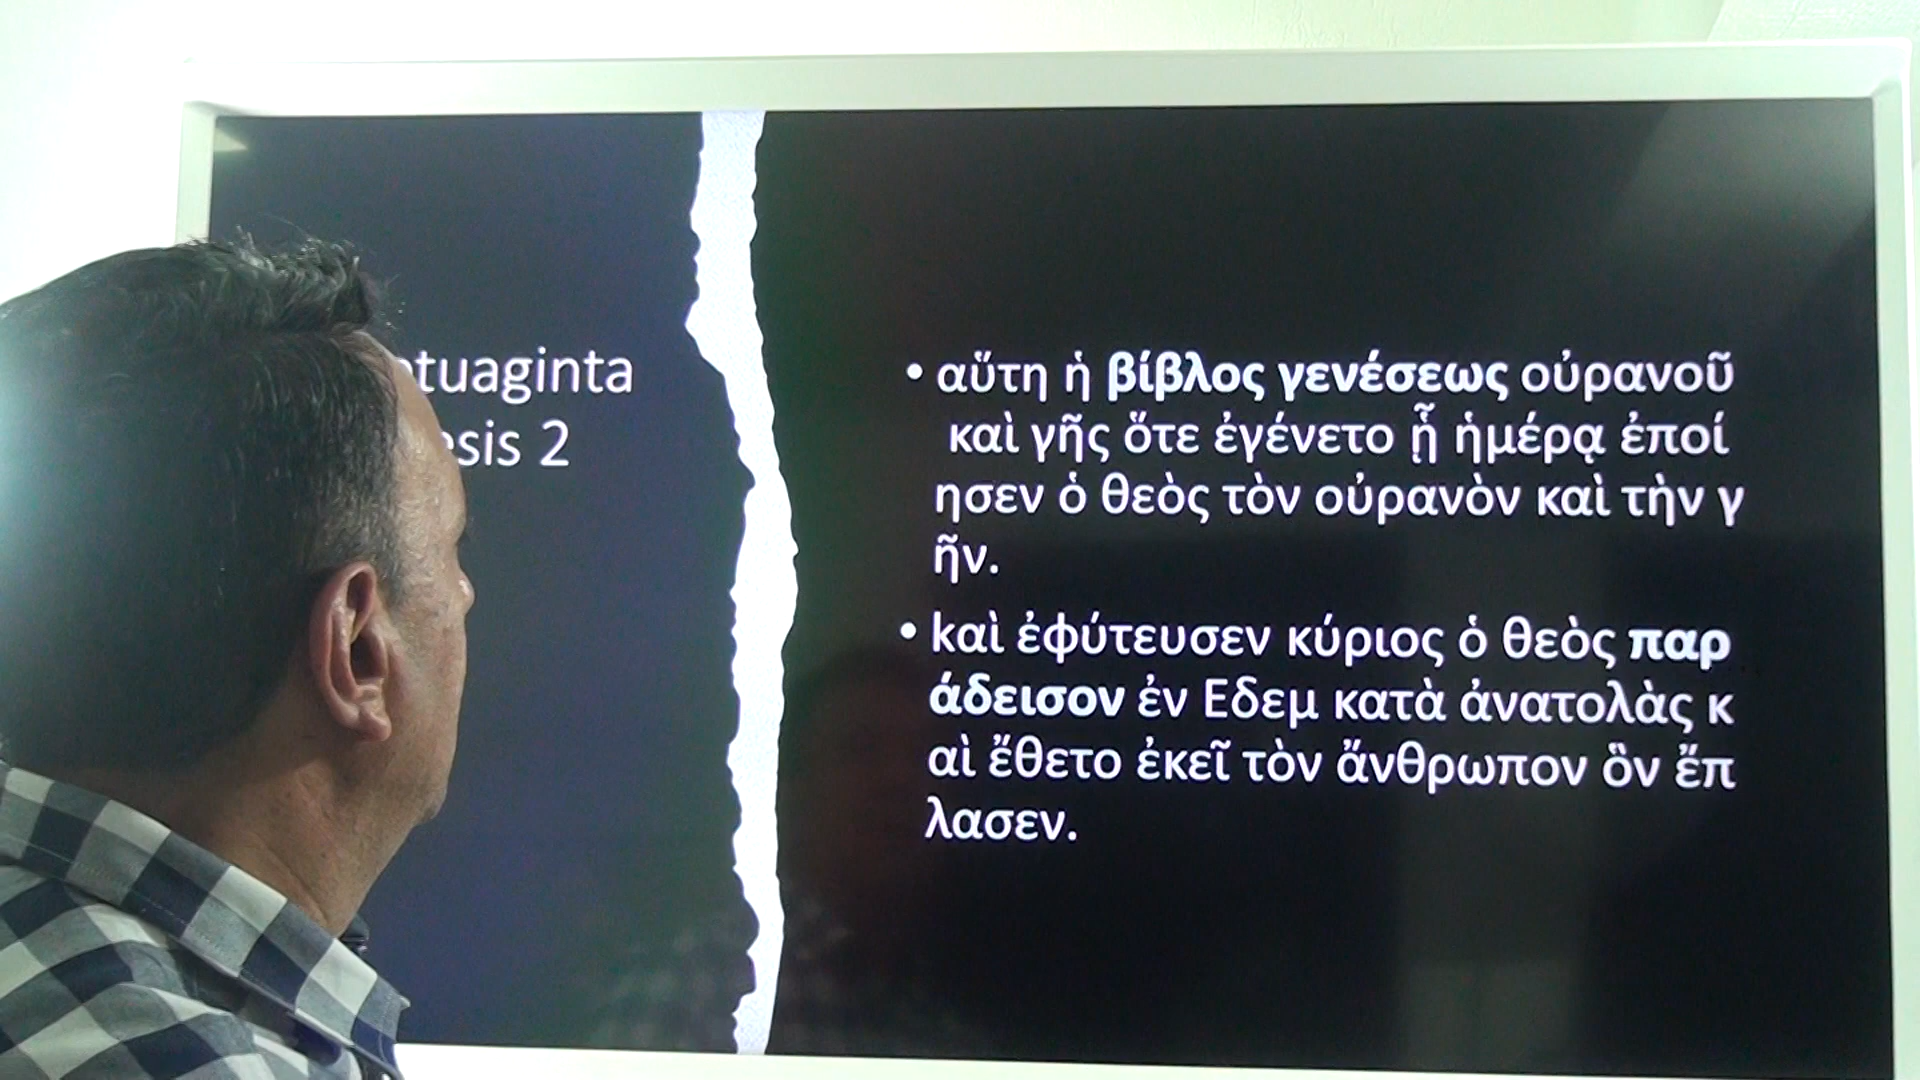 tuaginta
esis 2
• αὕτη ἡ βίβλος γενέσεως οὐρανοῦ
καὶ γῆς ὅτε ἐγένετο ᾗ ἡμέρᾳ ἐποί
ησεν ὁ θεὸς τὸν οὐρανὸν καὶ τὴν γ
ῆν.
• kαὶ ἐφύτευσεν κύριος ὁ θεὸς παρ
άδεισον ἐν Εδεμ κατὰ ἀνατολὰς κ
αὶ ἔθετο ἐκεῖ τὸν ἄνθρωπον ὃν ἔπ
λασεν.